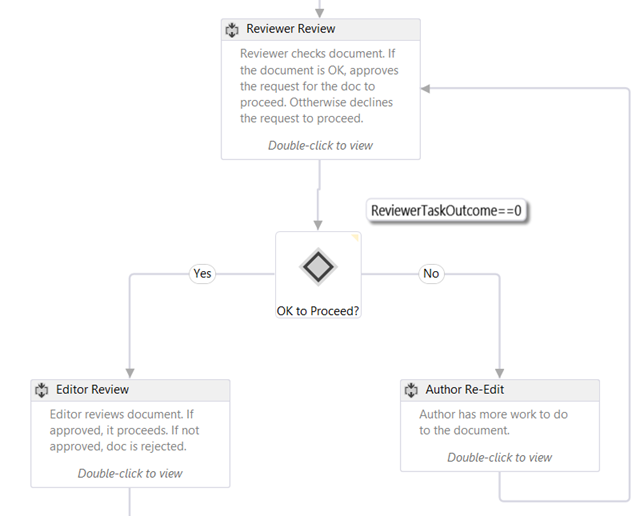 Reviewer Review
Reviewer checks document. If
the document is OK, approves
the request for the doc to
proceed. Ottherwise declines
the request to proceed.
Double-click to view
ReviewerTaskOutcome==0
Yes
No
OK to Proceed?
Editor Review
Editor reviews document. If
approved, it proceeds. If not
approved, doc is rejected.
Double-click to view
Author Re-Edit
Author has more work to do
to the document.
Double-click to view